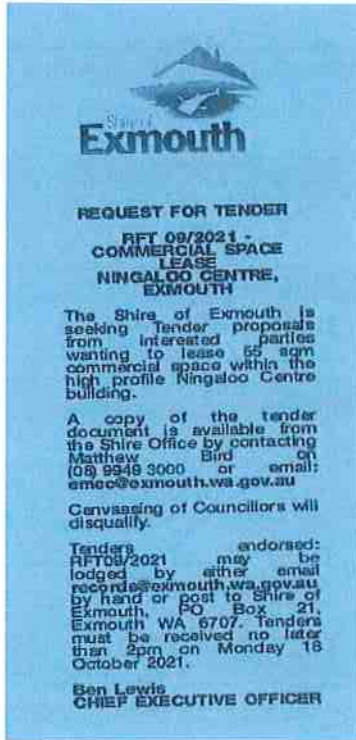 Shire of
Exmouth
REQUEST FOR TENDER
RFT 09/2021 -
COMMERCIAL SPACE
LEASE
NINGALOO CENTRE,
EXMOUTH
The Shire of Exmouth is
seeking Tender proposals
from interested parties
wanting to lease 55 sqm
commercial space within the
high profile Ningaloo Centre
building.
A copy of the tender
document is available from
the Shire Office by contacting
Matthew Bird on
(08) 9949 3000 or email:
emcc@exmouth.wa.gov.au
Canvassing of Councillors will
disqualify.
Tenders endorsed:
RFT09/2021 may be
lodged by either email
records@exmouth.wa.gov.au,
by hand or post to Shire of
Exmouth, PO Box 21,
Exmouth WA 6707. Tenders
must be received no later
than 2pm on Monday 18
October 2021.
Ben Lewis
CHIEF EXECUTIVE OFFICER